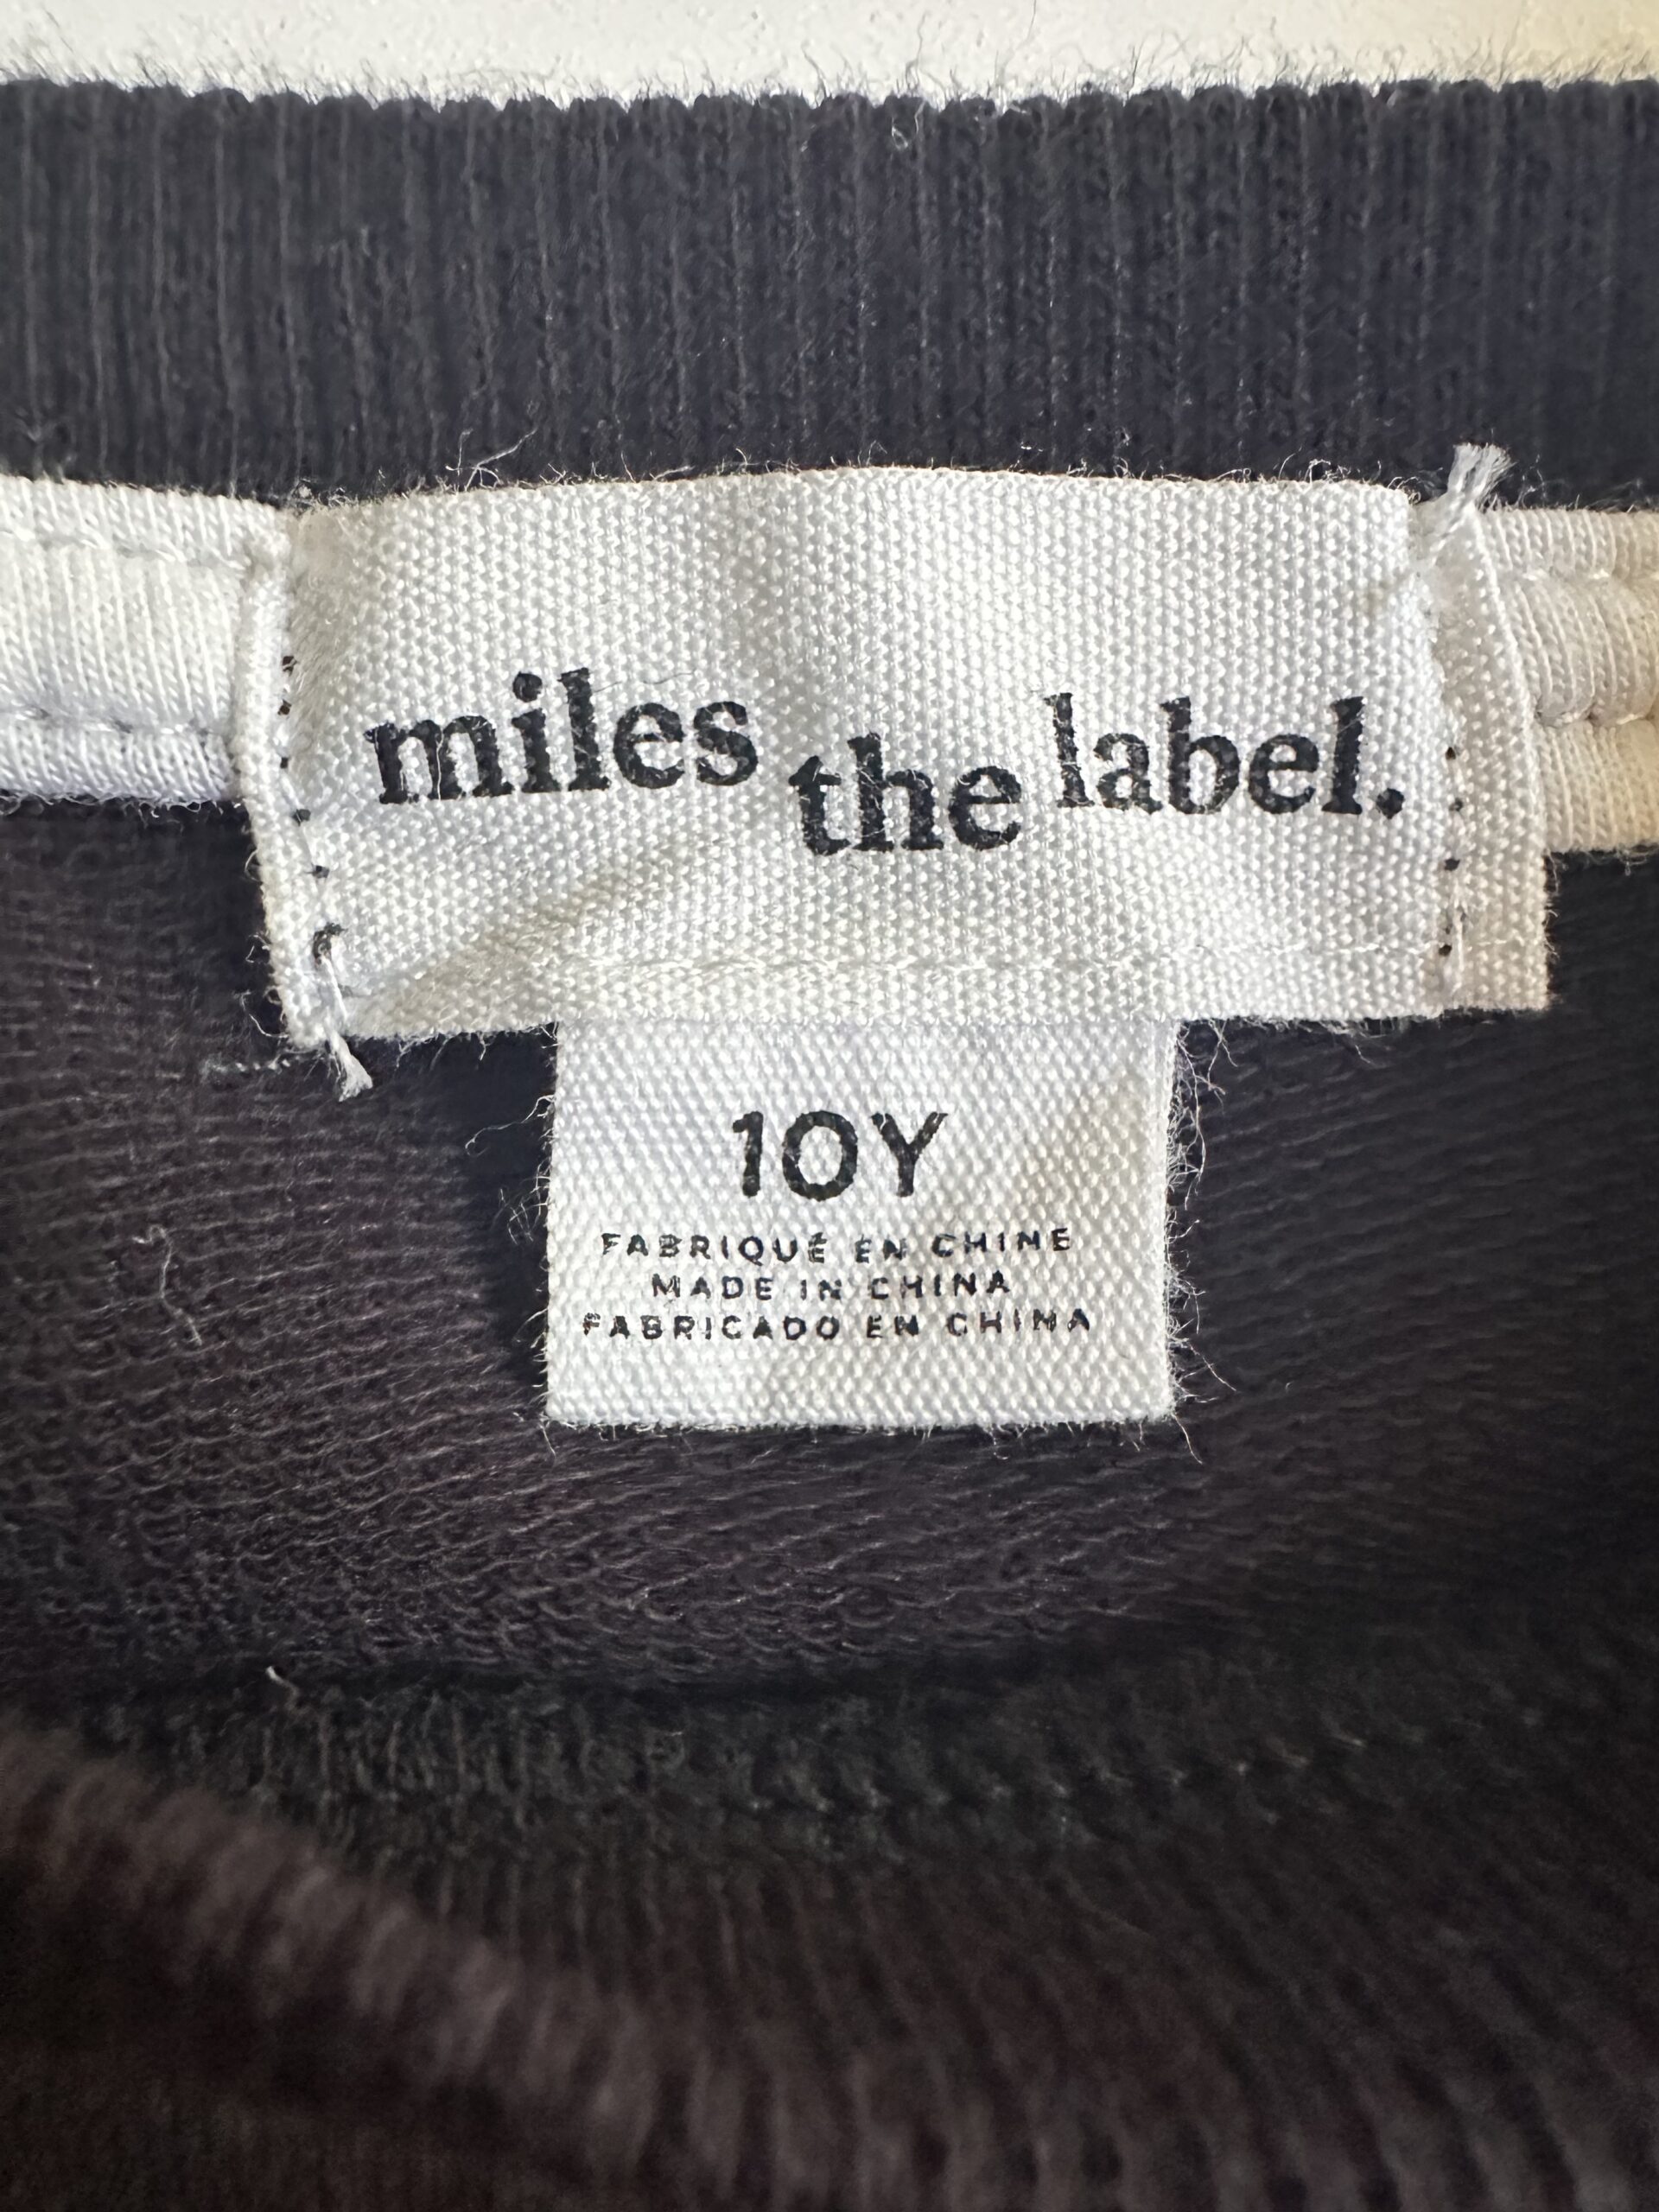 miles the label.
10Y
FABRIQUÉ EN CHINE
MADE IN CHINA
FABRICADO EN CHINA